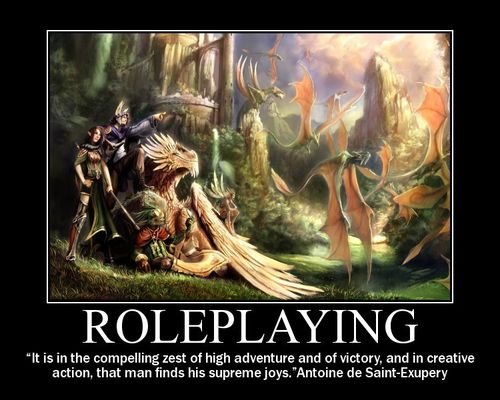 ROLEPLAYING
“It is in the compelling zest of high adventure and of victory, and in creative
action, that man finds his supreme joys.”Antoine de Saint-Exupery